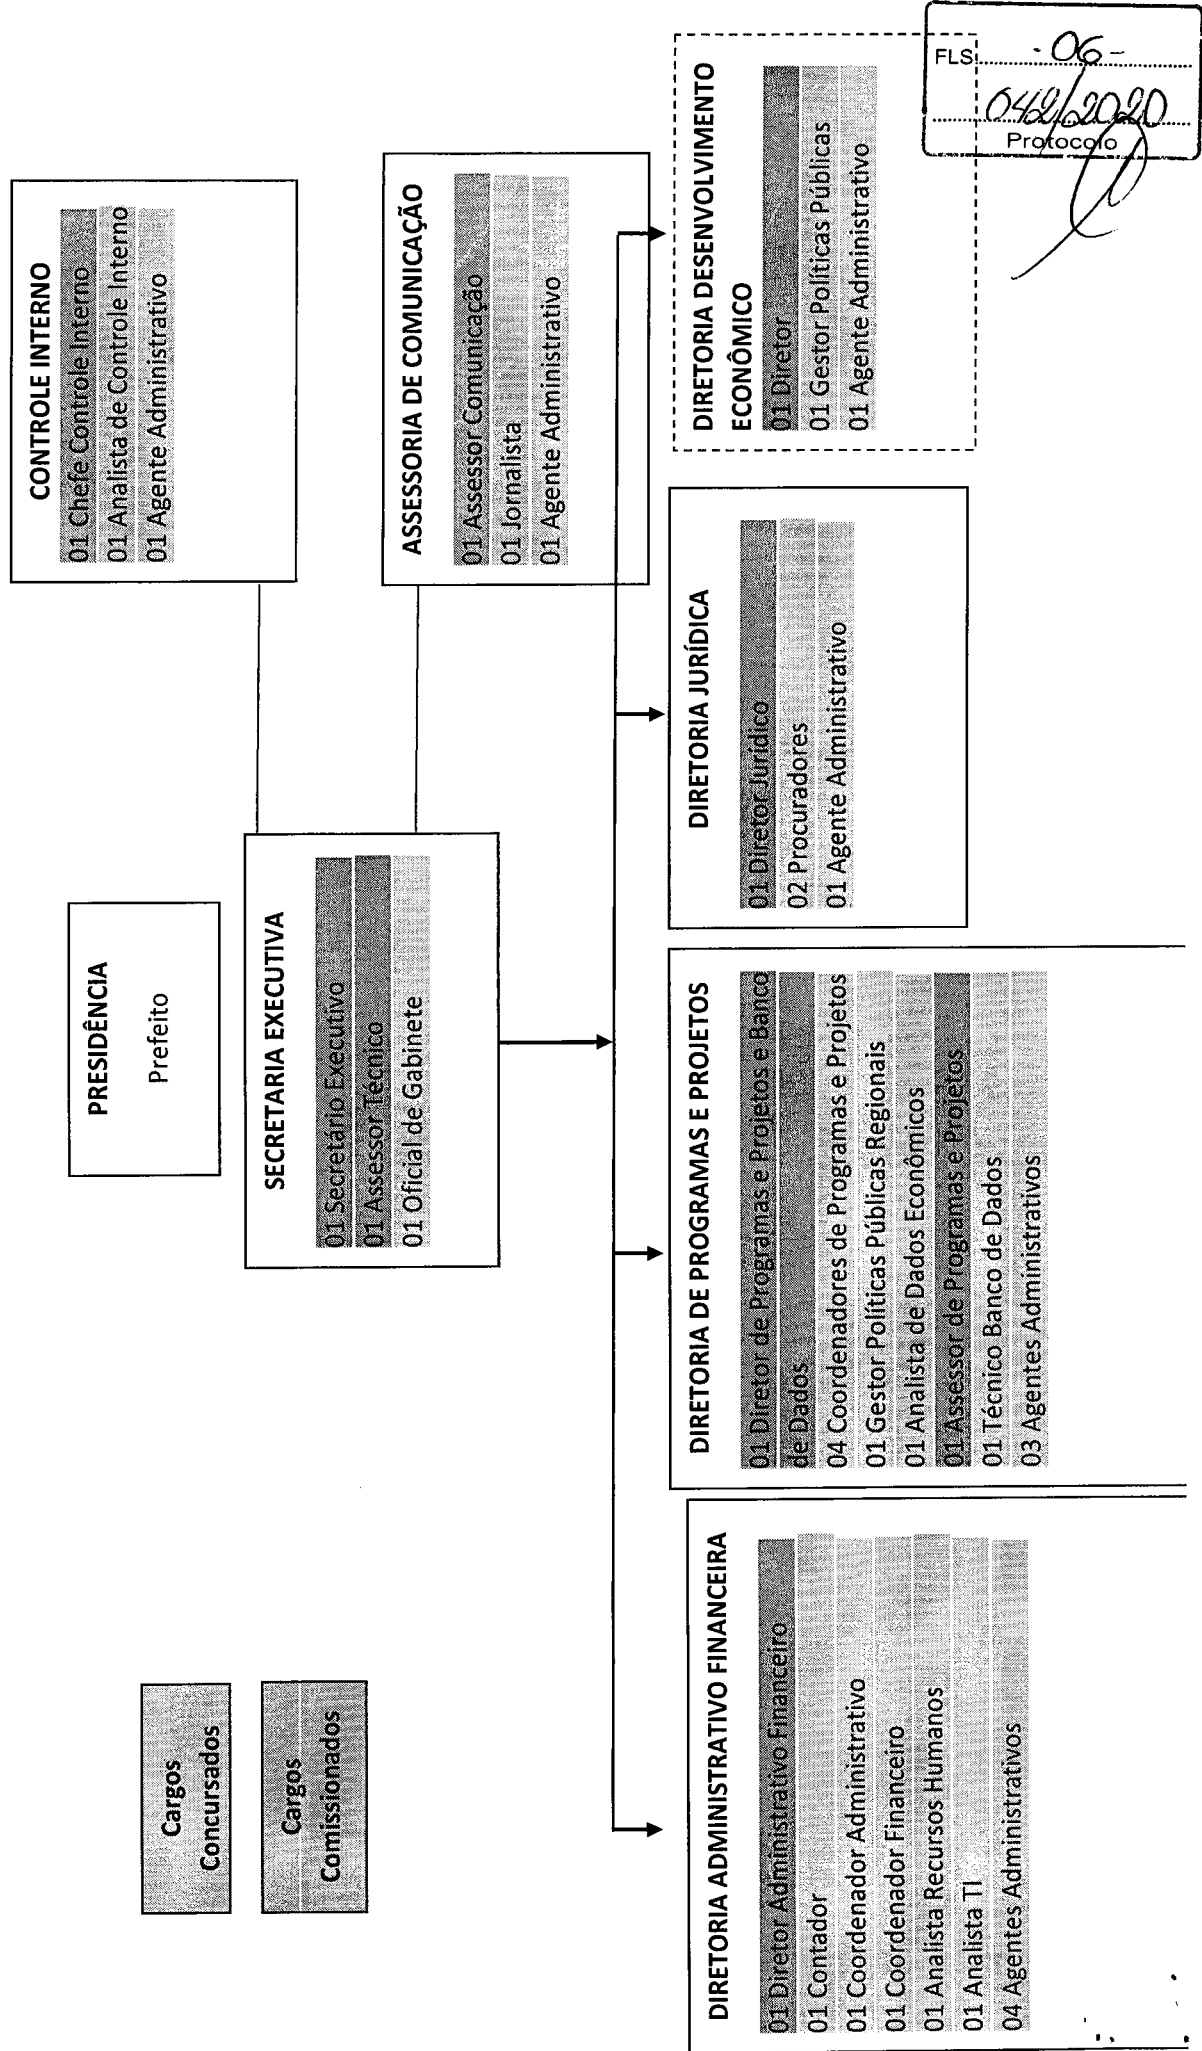 FLS. - 06 -
042/2020
Protocolo
Cargos
Concursados
Cargos
Comissionados
PRESIDÊNCIA
Prefeito
SECRETARIA EXECUTIVA
01 Secretário Executivo
01 Assessor Técnico
01 Oficial de Gabinete
CONTROLE INTERNO
01 Chefe Controle Interno
01 Analista de Controle Interno
01 Agente Administrativo
ASSESSORIA DE COMUNICAÇÃO
01 Assessor Comunicação
01 Jornalista
01 Agente Administrativo
DIRETORIA ADMINISTRATIVO FINANCEIRA
01 Diretor Administrativo Financeiro
01 Contador
01 Coordenador Administrativo
01 Coordenador Financeiro
01 Analista Recursos Humanos
01 Analista TI
04 Agentes Administrativos
DIRETORIA DE PROGRAMAS E PROJETOS
01 Diretor de Programas e Projetos e Banco
de Dados
04 Coordenadores de Programas e Projetos
01 Gestor Políticas Públicas Regionais
01 Analista de Dados Econômicos
01 Assessor de Programas e Projetos
01 Técnico Banco de Dados
03 Agentes Administrativos
DIRETORIA JURÍDICA
01 Diretor Jurídico
02 Procuradores
01 Agente Administrativo
DIRETORIA DESENVOLVIMENTO
ECONÔMICO
01 Diretor
01 Gestor Políticas Públicas
01 Agente Administrativo